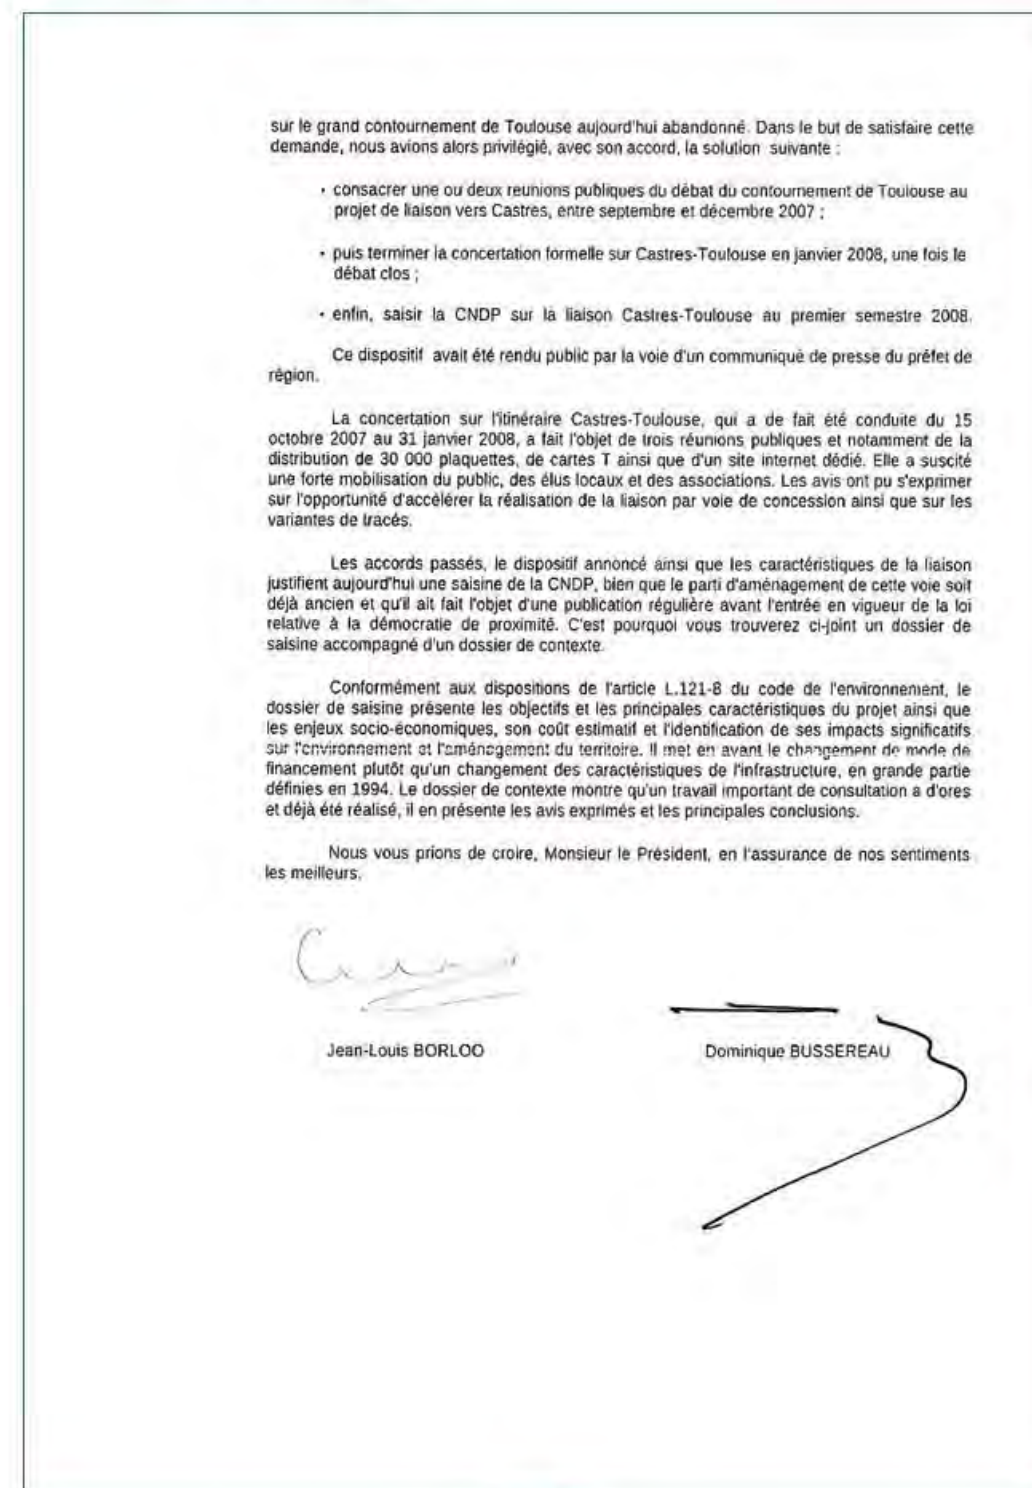 sur le grand contournement de Toulouse aujourd'hui abandonné. Dans le but de satisfaire cette
demande, nous avions alors privilégié, avec son accord, la solution suivante :
• consacrer une ou deux reunions publiques du débat du contournement de Toulouse au
projet de liaison vers Castres, entre septembre et décembre 2007 ;
• puis terminer la concertation formelle sur Castres-Toulouse en janvier 2008, une fois le
débat clos ;
• enfin, saisir la CNDP sur la liaison Castres-Toulouse au premier semestre 2008.
Ce dispositif avait été rendu public par la voie d'un communiqué de presse du préfet de
région.
La concertation sur l'itinéraire Castres-Toulouse, qui a de fait été conduite du 15
octobre 2007 au 31 janvier 2008, a fait l'objet de trois réunions publiques et notamment de la
distribution de 30 000 plaquettes, de cartes T ainsi que d'un site internet dédié. Elle a suscité
une forte mobilisation du public, des élus locaux et des associations. Les avis ont pu s'exprimer
sur l'opportunité d'accélérer la réalisation de la liaison par voie de concession ainsi que sur les
variantes de tracés.
Les accords passés, le dispositif annoncé ainsi que les caractéristiques de la liaison
justifient aujourd'hui une saisine de la CNDP, bien que le parti d'aménagement de cette voie soit
déjà ancien et qu'il ait fait l'objet d'une publication régulière avant l'entrée en vigueur de la loi
relative à la démocratie de proximité. C'est pourquoi vous trouverez ci-joint un dossier de
saisine accompagné d'un dossier de contexte.
Conformément aux dispositions de l'article L.121-8 du code de l'environnement, le
dossier de saisine présente les objectifs et les principales caractéristiques du projet ainsi que
les enjeux socio-économiques, son coût estimatif et l'identification de ses impacts significatifs
sur l'environnement et l'aménagement du territoire. Il met en avant le changement de mode de
financement plutôt qu'un changement des caractéristiques de l'infrastructure, en grande partie
définies en 1994. Le dossier de contexte montre qu'un travail important de consultation a d'ores
et déjà été réalisé, il en présente les avis exprimés et les principales conclusions.
Nous vous prions de croire, Monsieur le Président, en l'assurance de nos sentiments
les meilleurs.
Jean-Louis BORLOO
Dominique BUSSEREAU